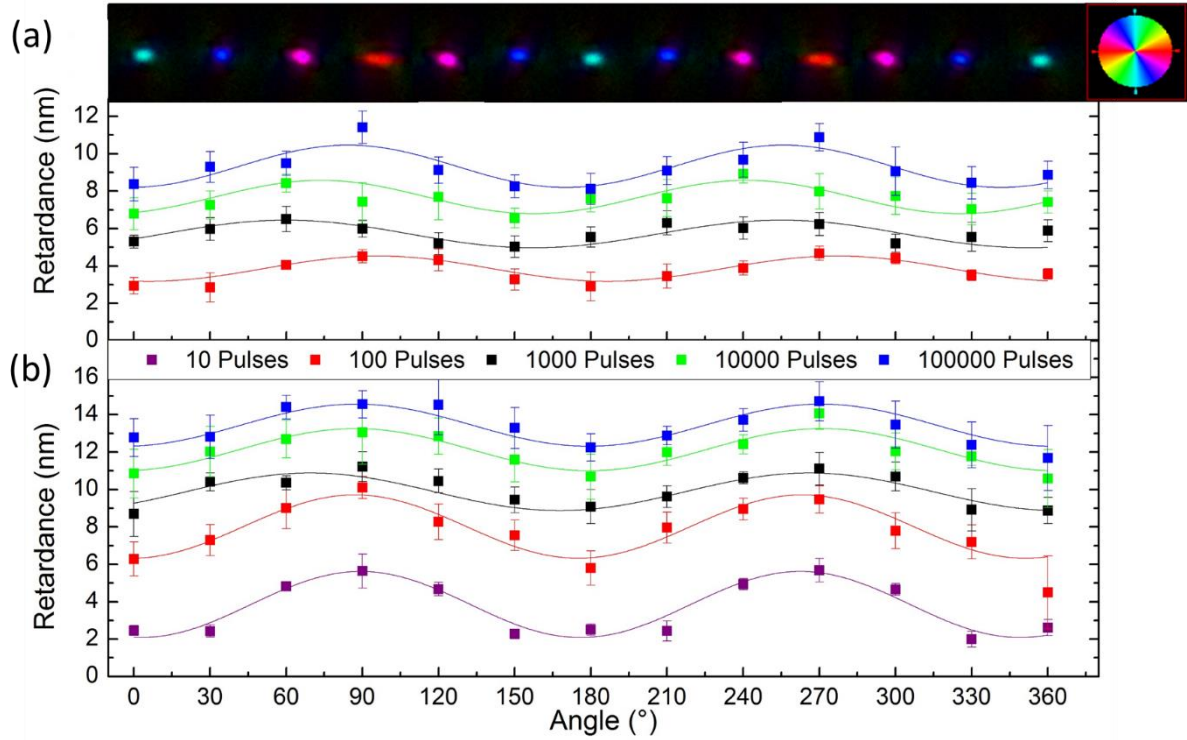 (a)
Retardance (nm)
12
10
8
6
4
2
0
(b)
10 Pulses 100 Pulses 1000 Pulses 10000 Pulses 100000 Pulses
Retardance (nm)
16
14
12
10
8
6
4
2
0
0 30 60 90 120 150 180 210 240 270 300 330 360
Angle (°)